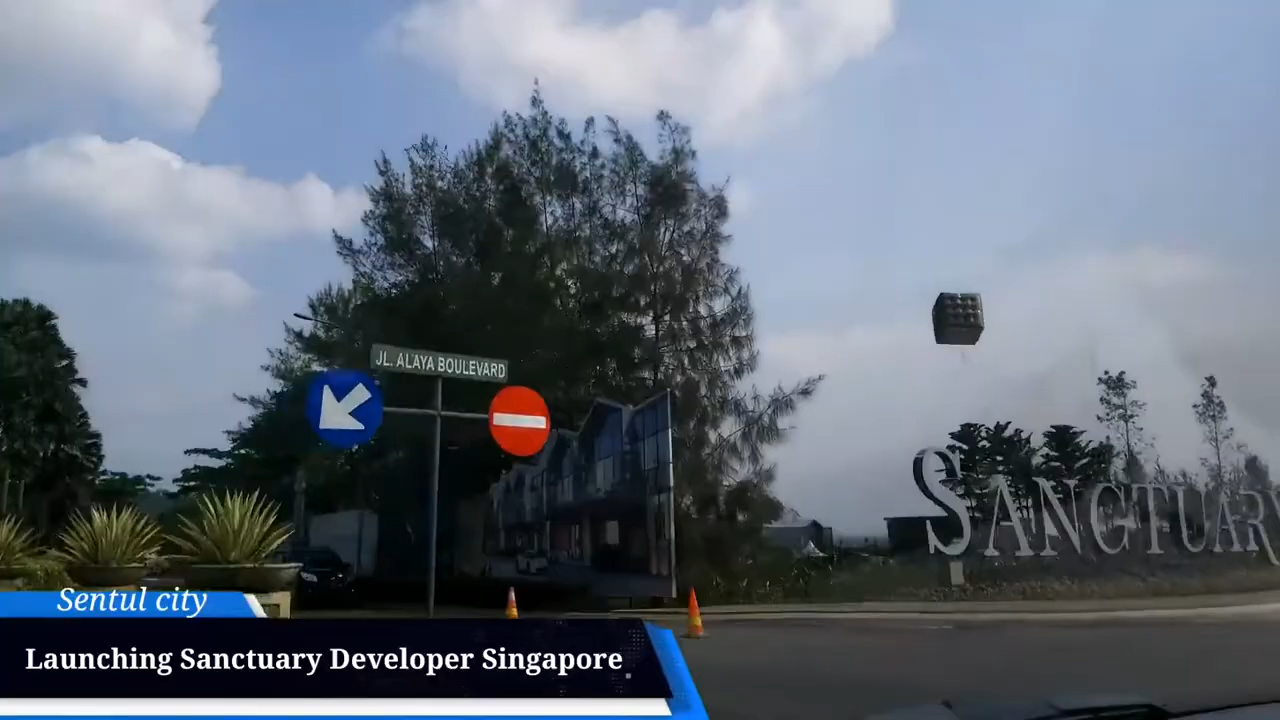 JL. ALAYA BOULEVARD
SANCTUARY
Sentul city
Launching Sanctuary Developer Singapore